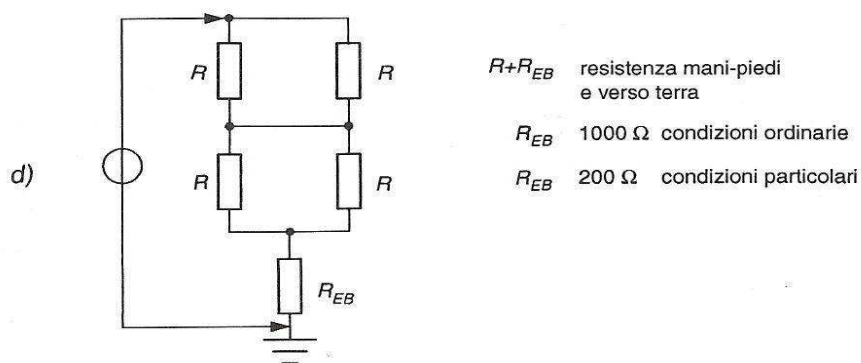 R
R
R
R
R_EB
d)
R+R_EB resistenza mani-piedi
e verso terra
R_EB 1000 Ω condizioni ordinarie
R_EB 200 Ω condizioni particolari